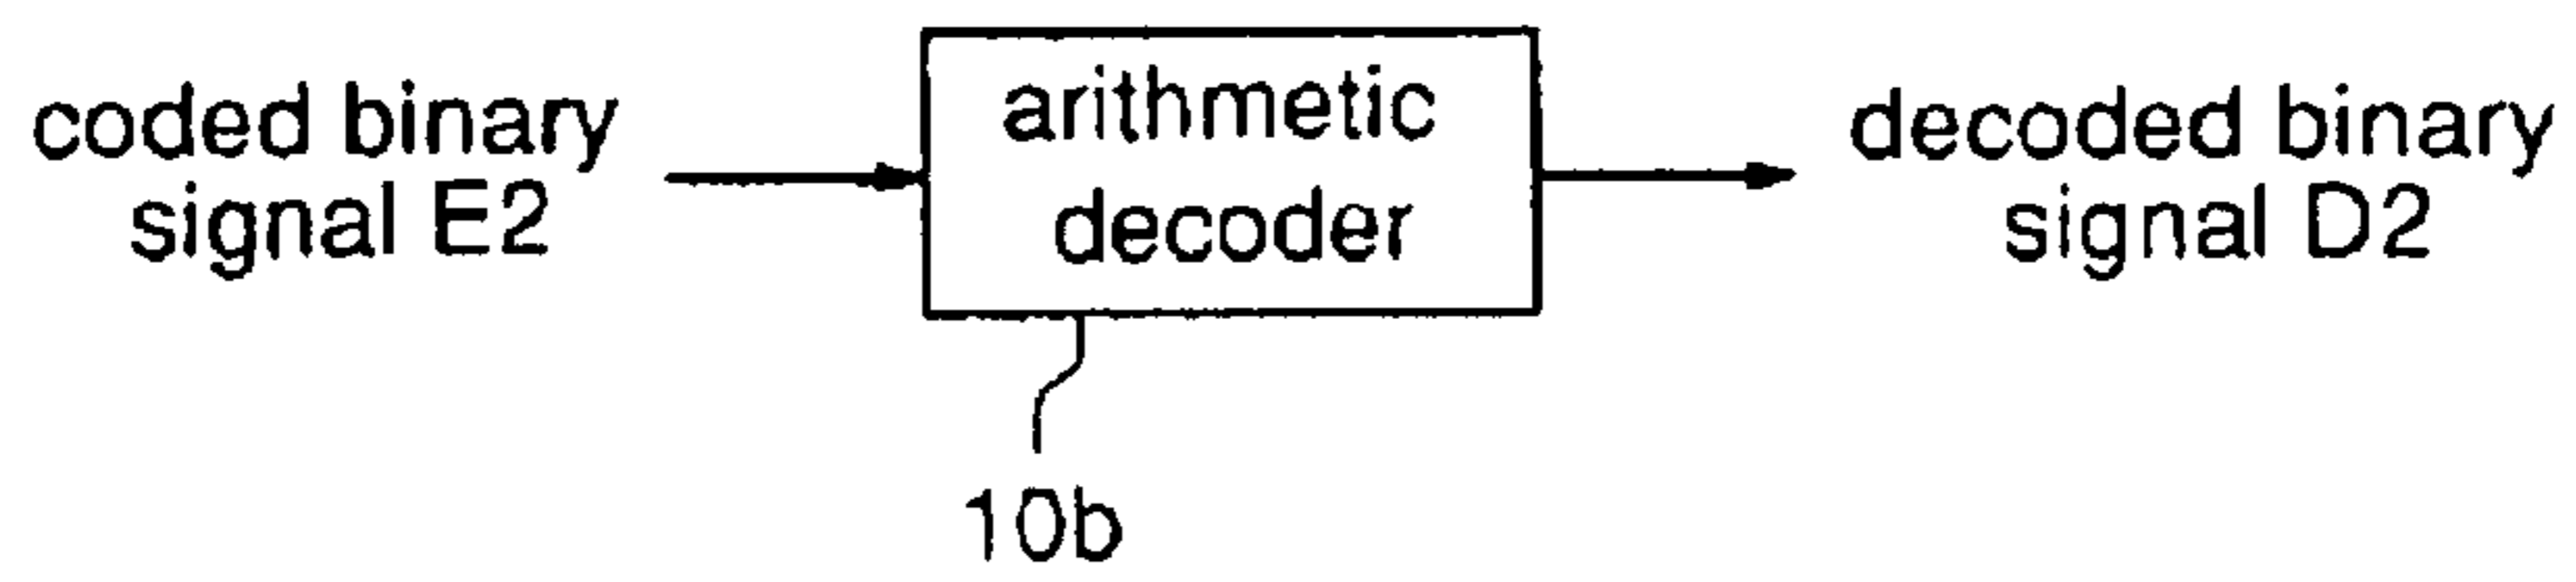 coded binary
signal E2
arithmetic
decoder
decoded binary
signal D2
10b